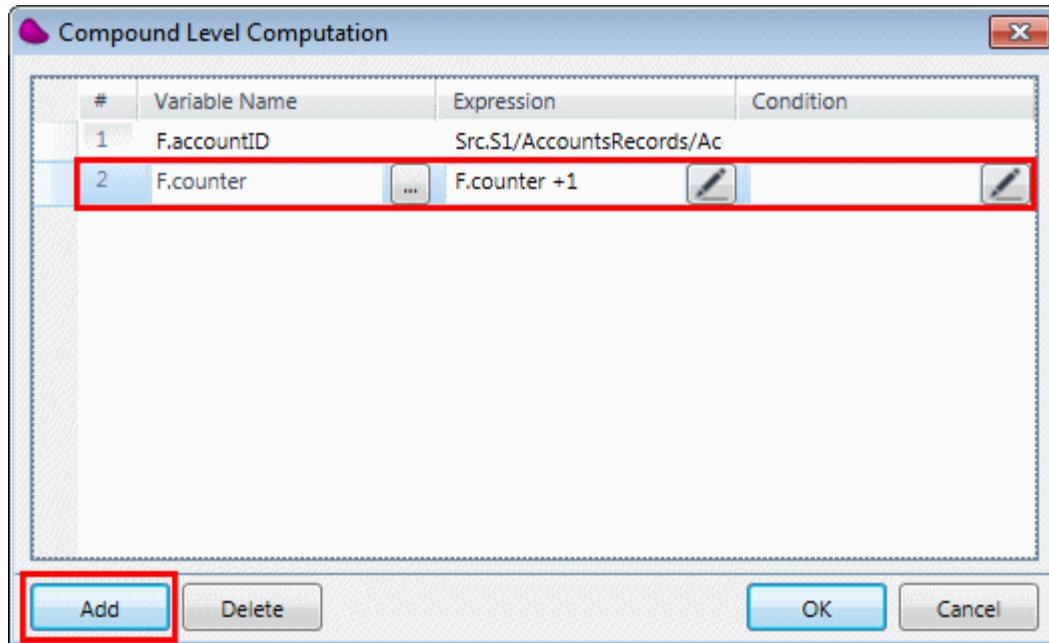 Compound Level Computation
# Variable Name Expression Condition
1 F.accountID Src.S1/AccountsRecords/Ac
2 F.counter ... F.counter +1
Add Delete OK Cancel